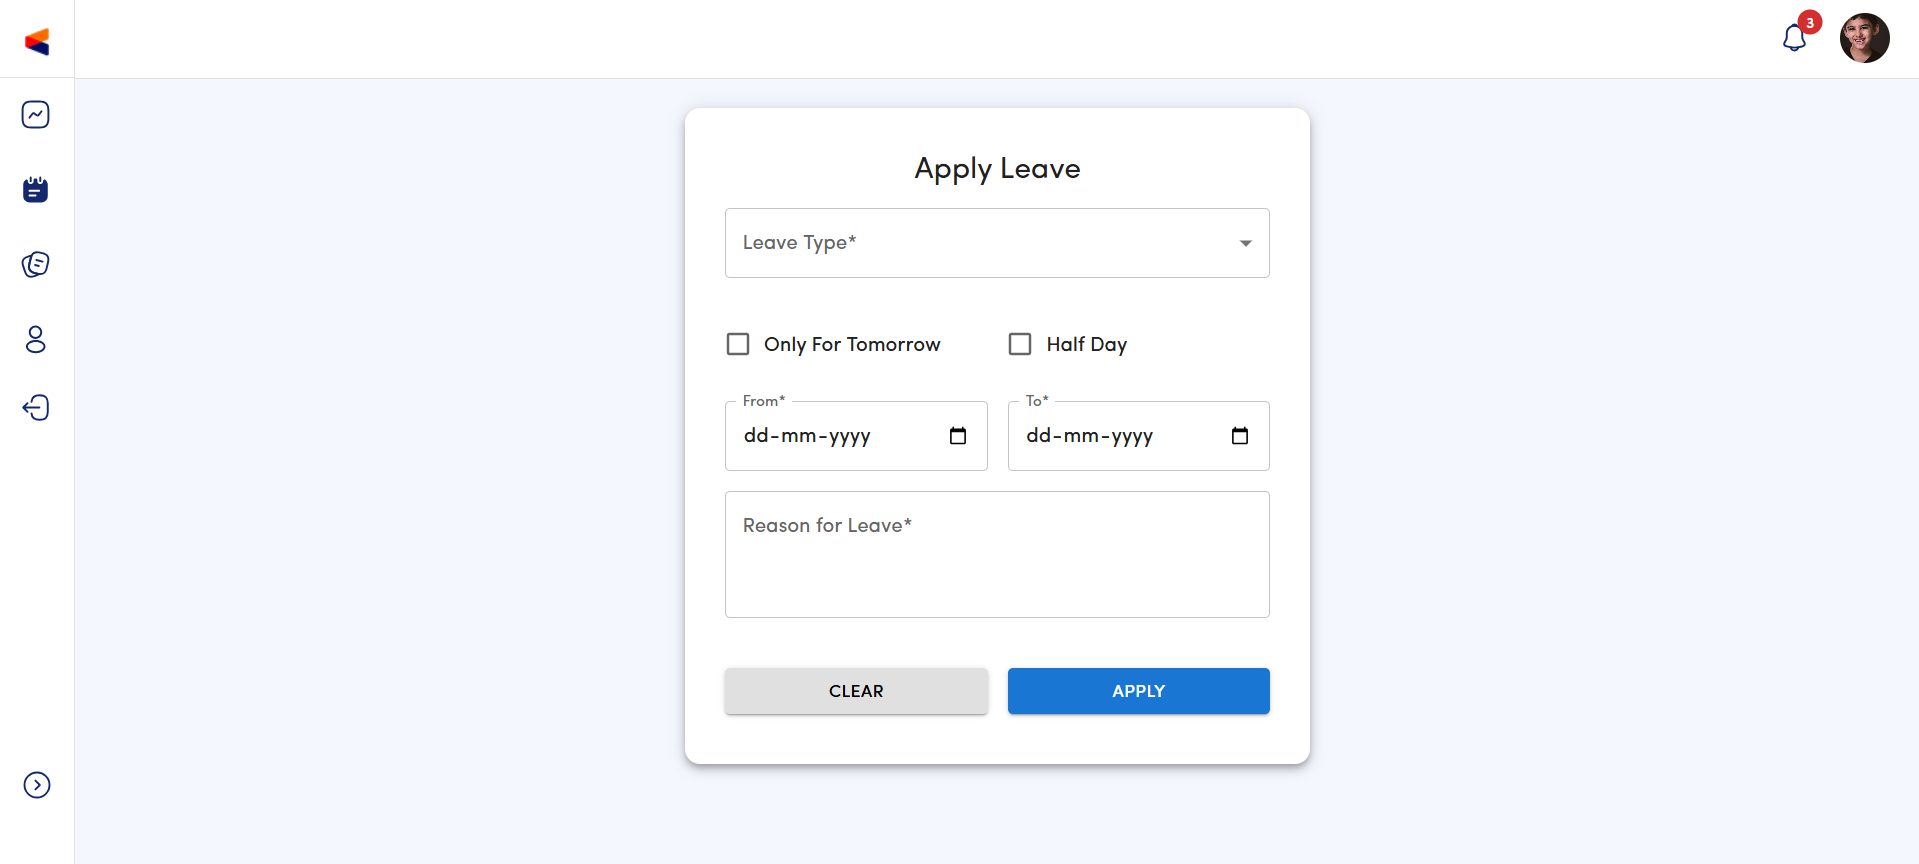 3
Apply Leave
Leave Type*
Only For Tomorrow
Half Day
From*
To*
dd-mm-yyyy
dd-mm-yyyy
Reason for Leave*
CLEAR
APPLY